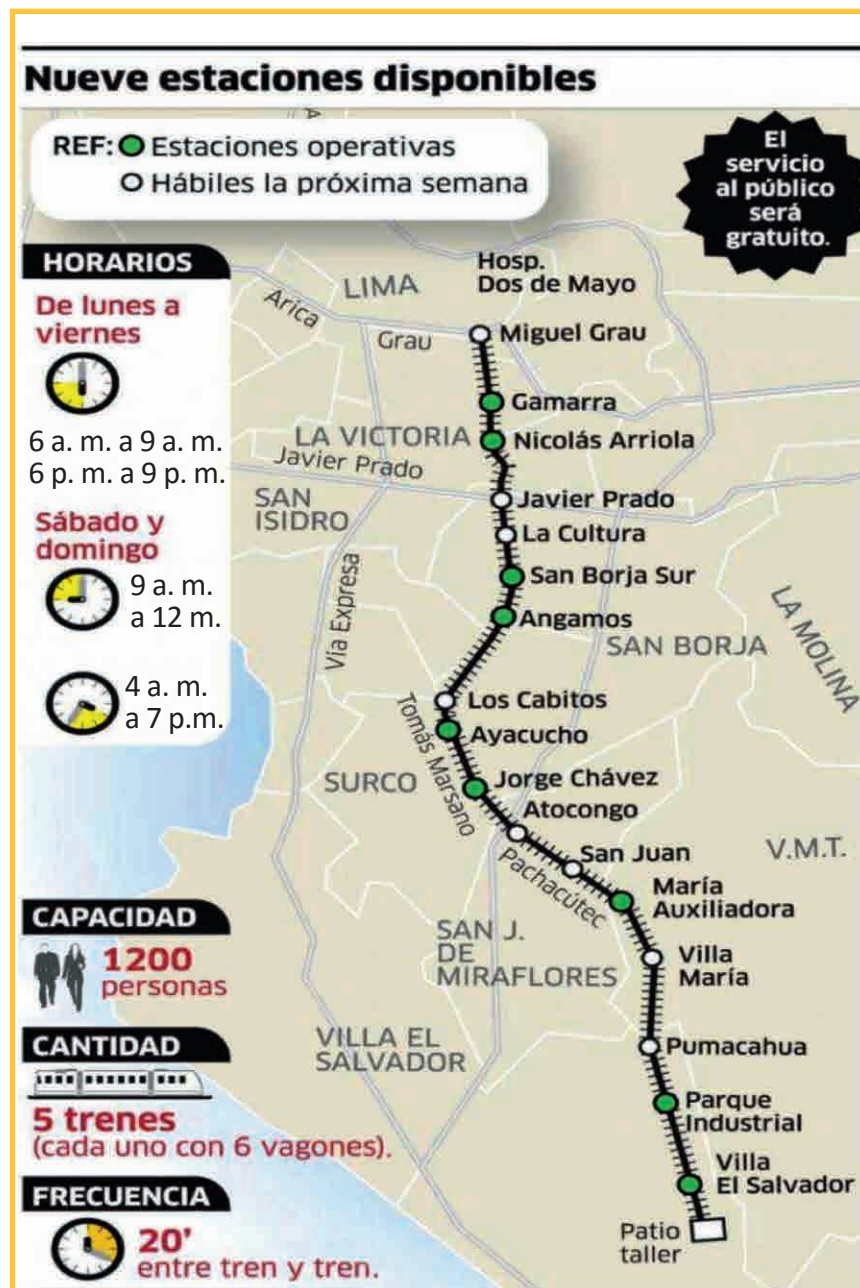 Nueve estaciones disponibles
REF: Estaciones operativas
Hábiles la próxima semana
El
servicio
al público
será
gratuito.
HORARIOS
De lunes a
viernes
6 a. m. a 9 a. m.
6 p. m. a 9 p. m.
Sábado y
domingo
9 a. m.
a 12 m.
4 a. m.
a 7 p.m.
CAPACIDAD
1200
personas
CANTIDAD
5 trenes
(cada uno con 6 vagones).
FRECUENCIA
20'
entre tren y tren.
LIMA
Arica
Grau
LA VICTORIA
Javier Prado
SAN
ISIDRO
Vía Expresa
SAN BORJA
LA MOLINA
Tomás Marsano
SURCO
Pachacútec
V.M.T.
SAN J.
DE
MIRAFLORES
VILLA EL
SALVADOR
Hosp.
Dos de Mayo
Miguel Grau
Gamarra
Nicolás Arriola
Javier Prado
La Cultura
San Borja Sur
Angamos
Los Cabitos
Ayacucho
Jorge Chávez
Atocongo
San Juan
María
Auxiliadora
Villa
María
Pumacahua
Parque
Industrial
Villa
El Salvador
Patio
taller